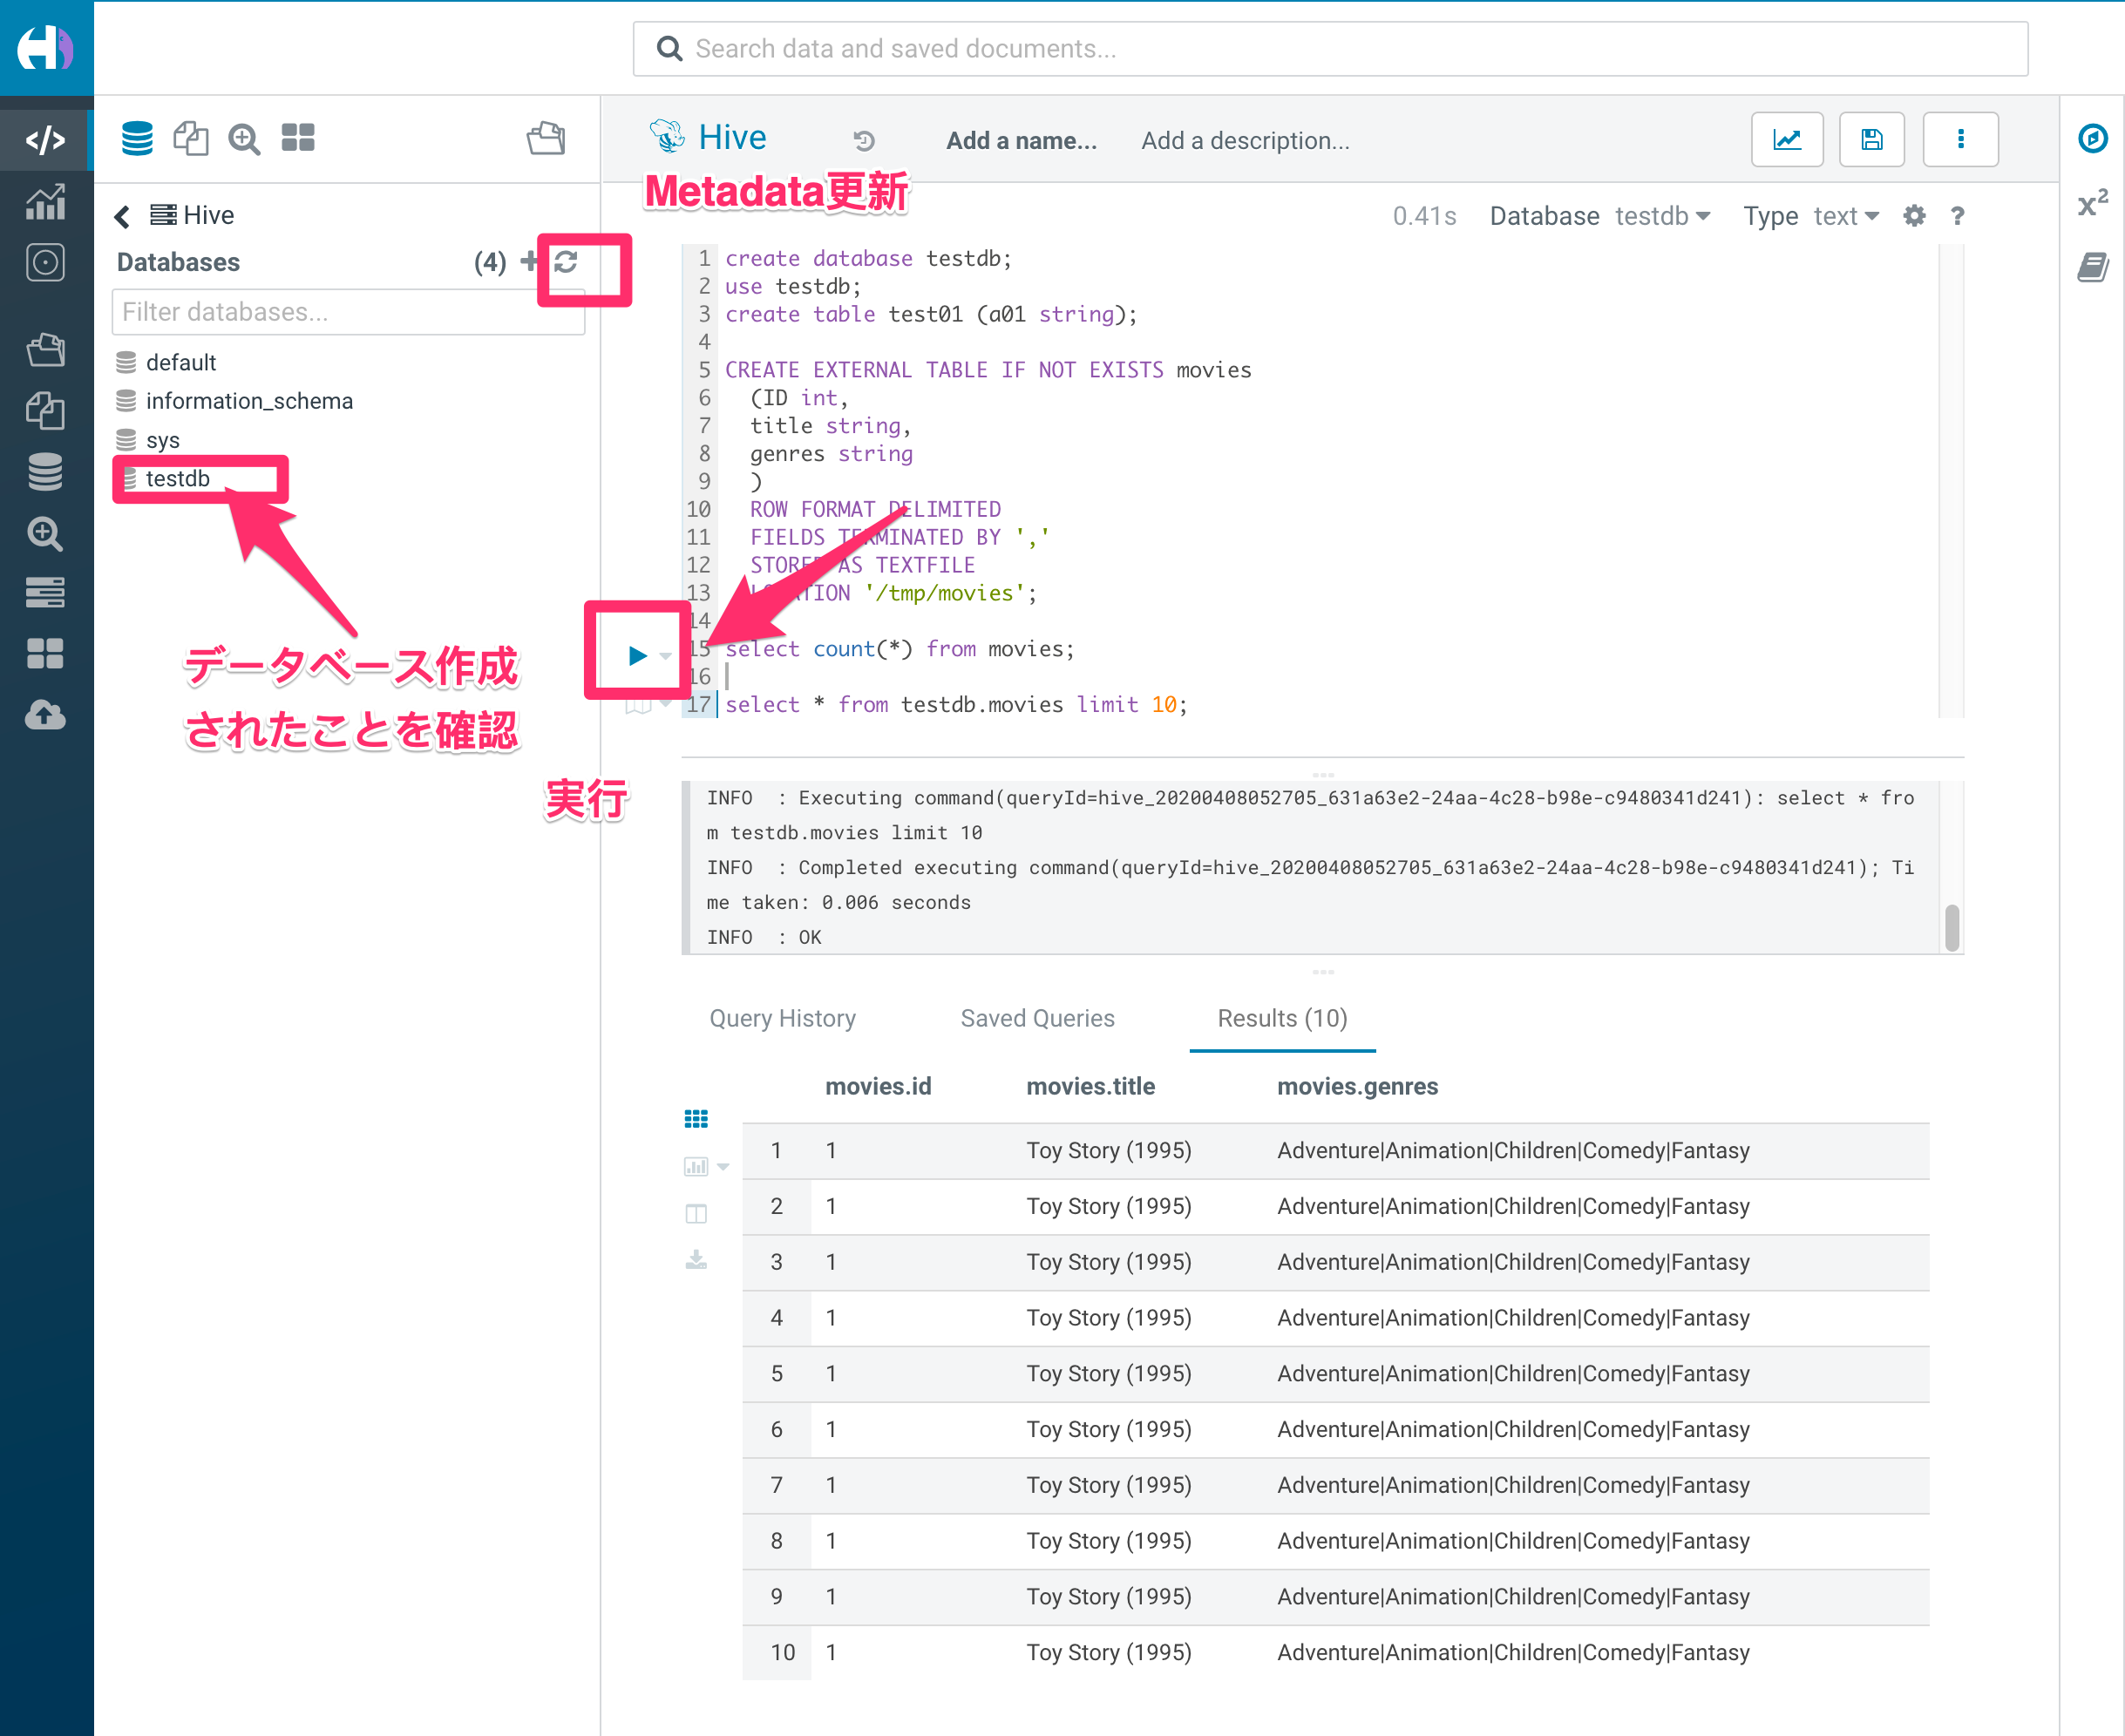 Search data and saved documents...
Hive
Add a name...
Add a description...
Metadata更新
0.41s Database testdb Type text ?
x²
Hive
Databases (4)
Filter databases...
default
information_schema
sys
testdb
データベース作成
されたことを確認
実行
1 create database testdb;
2 use testdb;
3 create table test01 (a01 string);
4
5 CREATE EXTERNAL TABLE IF NOT EXISTS movies
6 (ID int,
7 title string,
8 genres string
9 )
10 ROW FORMAT DELIMITED
11 FIELDS TERMINATED BY ','
12 STORED AS TEXTFILE
13 LOCATION '/tmp/movies';
14
15 select count(*) from movies;
16
17 select * from testdb.movies limit 10;
INFO : Executing command(queryId=hive_20200408052705_631a63e2-24aa-4c28-b98e-c9480341d241): select * fro
m testdb.movies limit 10
INFO : Completed executing command(queryId=hive_20200408052705_631a63e2-24aa-4c28-b98e-c9480341d241); Ti
me taken: 0.006 seconds
INFO : OK
Query History Saved Queries Results (10)
movies.id movies.title movies.genres
1 1 Toy Story (1995) Adventure|Animation|Children|Comedy|Fantasy
2 1 Toy Story (1995) Adventure|Animation|Children|Comedy|Fantasy
3 1 Toy Story (1995) Adventure|Animation|Children|Comedy|Fantasy
4 1 Toy Story (1995) Adventure|Animation|Children|Comedy|Fantasy
5 1 Toy Story (1995) Adventure|Animation|Children|Comedy|Fantasy
6 1 Toy Story (1995) Adventure|Animation|Children|Comedy|Fantasy
7 1 Toy Story (1995) Adventure|Animation|Children|Comedy|Fantasy
8 1 Toy Story (1995) Adventure|Animation|Children|Comedy|Fantasy
9 1 Toy Story (1995) Adventure|Animation|Children|Comedy|Fantasy
10 1 Toy Story (1995) Adventure|Animation|Children|Comedy|Fantasy